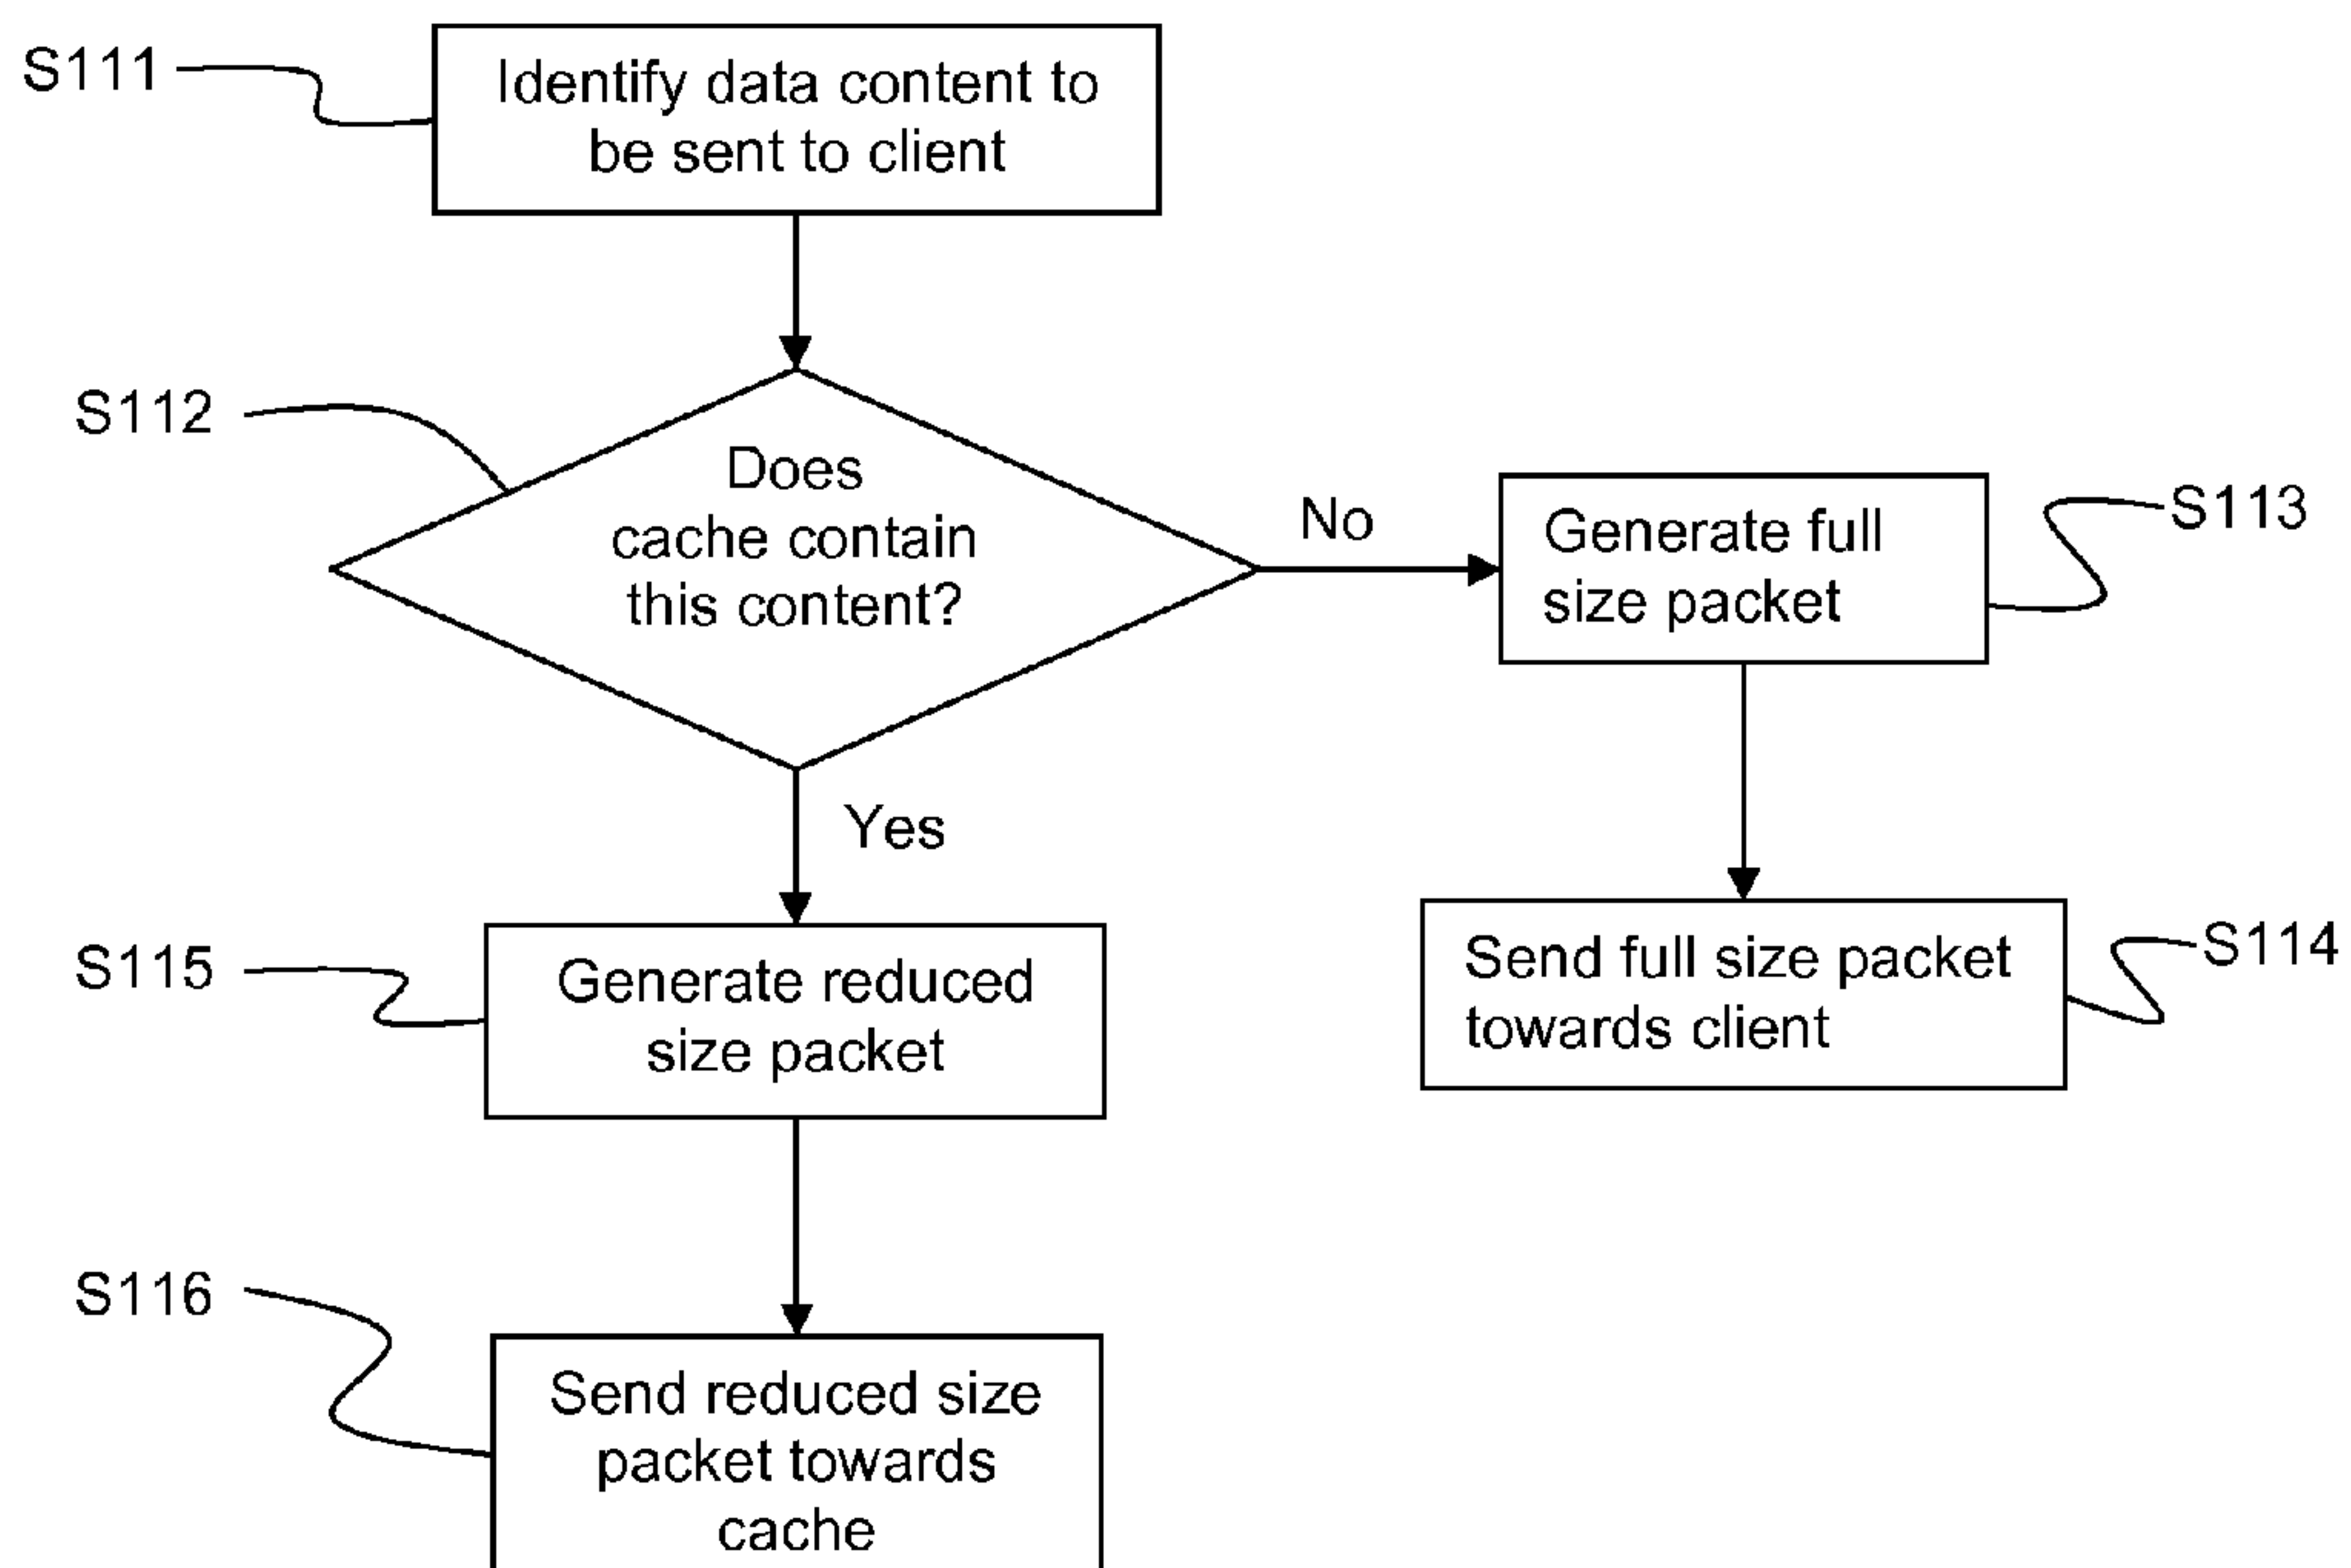 S111
Identify data content to
be sent to client
S112
Does
cache contain
this content?
No
Generate full
size packet
S113
Yes
Send full size packet
towards client
S114
S115
Generate reduced
size packet
S116
Send reduced size
packet towards
cache